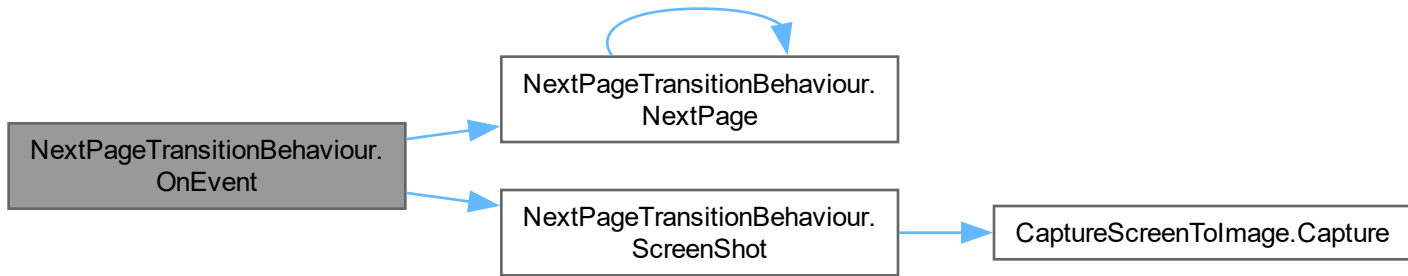 NextPageTransitionBehaviour.
OnEvent
NextPageTransitionBehaviour.
NextPage
NextPageTransitionBehaviour.
ScreenShot
CaptureScreenToImage.Capture